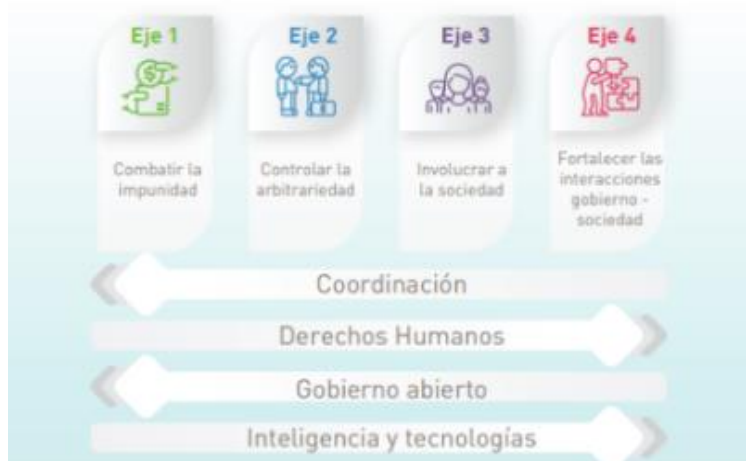 Eje 1
Combatir la
impunidad
Eje 2
Controlar la
arbitrariedad
Eje 3
Involucrar a
la sociedad
Eje 4
Fortalecer las
interacciones
gobierno -
sociedad
Coordinación
Derechos Humanos
Gobierno abierto
Inteligencia y tecnologías